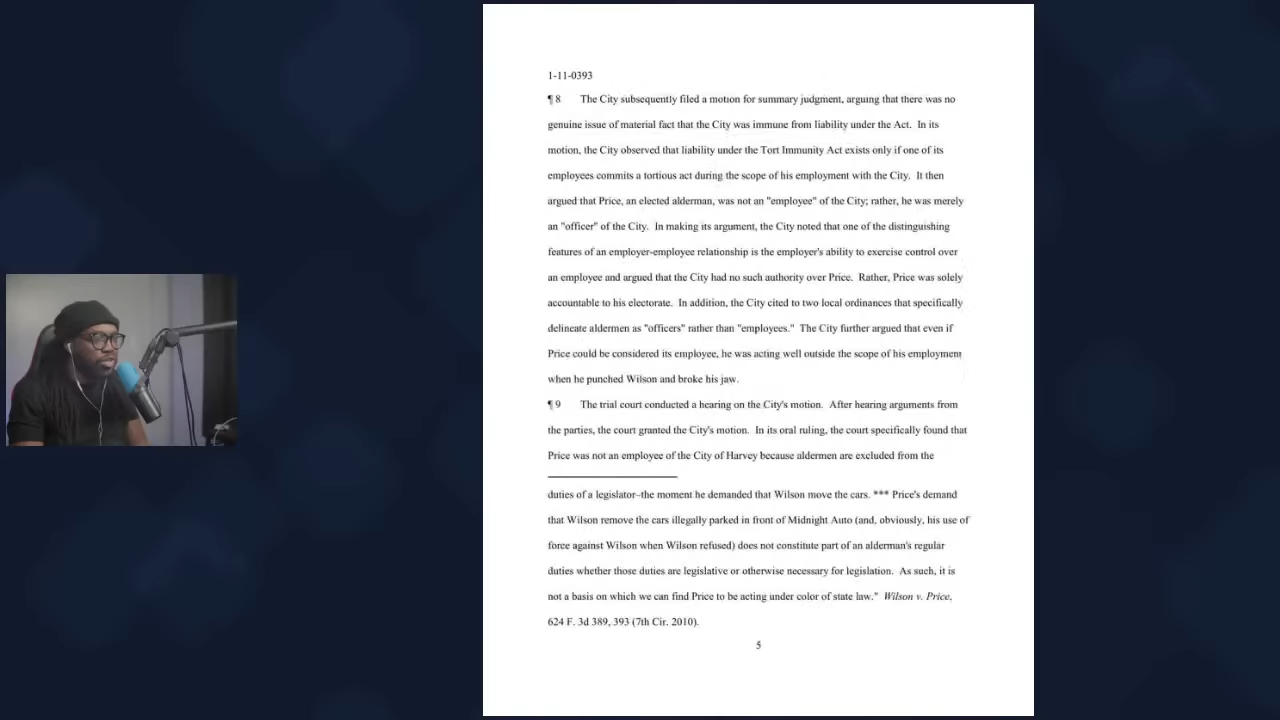 1-11-0393
¶ 8 The City subsequently filed a motion for summary judgment, arguing that there was no
genuine issue of material fact that the City was immune from liability under the Act. In its
motion, the City observed that liability under the Tort Immunity Act exists only if one of its
employees commits a tortious act during the scope of his employment with the City. It then
argued that Price, an elected alderman, was not an "employee" of the City; rather, he was merely
an "officer" of the City. In making its argument, the City noted that one of the distinguishing
features of an employer-employee relationship is the employer's ability to exercise control over
an employee and argued that the City had no such authority over Price. Rather, Price was solely
accountable to his electorate. In addition, the City cited to two local ordinances that specifically
delineate aldermen as "officers" rather than "employees." The City further argued that even if
Price could be considered its employee, he was acting well outside the scope of his employment
when he punched Wilson and broke his jaw.
¶ 9 The trial court conducted a hearing on the City's motion. After hearing arguments from
the parties, the court granted the City's motion. In its oral ruling, the court specifically found that
Price was not an employee of the City of Harvey because aldermen are excluded from the
duties of a legislator–the moment he demanded that Wilson move the cars. *** Price's demand
that Wilson remove the cars illegally parked in front of Midnight Auto (and, obviously, his use of
force against Wilson when Wilson refused) does not constitute part of an alderman's regular
duties whether those duties are legislative or otherwise necessary for legislation. As such, it is
not a basis on which we can find Price to be acting under color of state law." Wilson v. Price,
624 F. 3d 389, 393 (7th Cir. 2010).
5